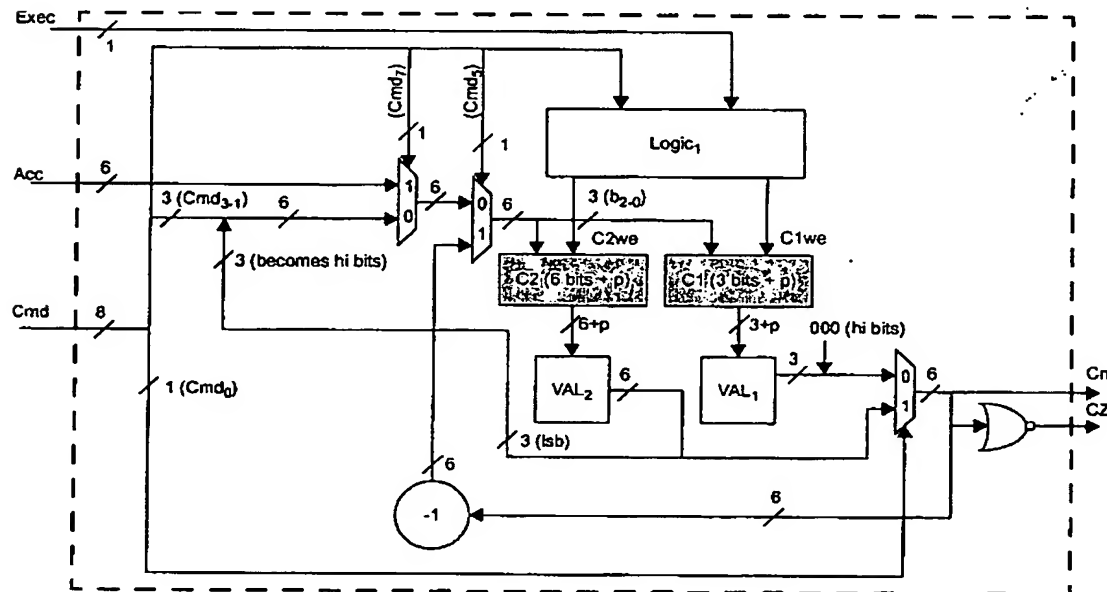 Exec
1
(Cmd₇)
(Cmd₅)
1
1
Logic₁
Acc
6
1
0
6
0
1
6
3 (b₂₋₀)
3 (Cmd₃₋₁)
6
C2we
C1we
3 (becomes hi bits)
C2 (6 bits + p)
C1 (3 bits + p)
Cmd
8
6+p
3+p
000 (hi bits)
1 (Cmd₀)
VAL₂
6
VAL₁
3
0
1
6
Cn
CZ
3 (lsb)
6
-1
6